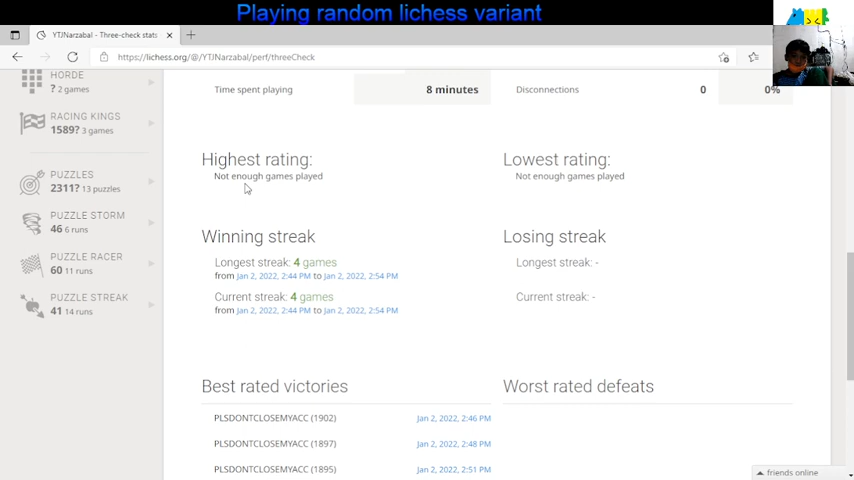 Playing random lichess variant
YTJNarzabal - Three-check stats
https://lichess.org/@/YTJNarzabal/perf/threeCheck
HORDE
? 2 games
RACING KINGS
1589? 3 games
PUZZLES
2311? 13 puzzles
PUZZLE STORM
46 6 runs
PUZZLE RACER
60 11 runs
PUZZLE STREAK
41 14 runs
Time spent playing 8 minutes
Disconnections 0 0%
Highest rating:
Not enough games played
Lowest rating:
Not enough games played
Winning streak
Longest streak: 4 games
from Jan 2, 2022, 2:44 PM to Jan 2, 2022, 2:54 PM
Current streak: 4 games
from Jan 2, 2022, 2:44 PM to Jan 2, 2022, 2:54 PM
Losing streak
Longest streak: -
Current streak: -
Best rated victories
PLSDONTCLOSEMYACC (1902) Jan 2, 2022, 2:46 PM
PLSDONTCLOSEMYACC (1897) Jan 2, 2022, 2:48 PM
PLSDONTCLOSEMYACC (1895) Jan 2, 2022, 2:51 PM
Worst rated defeats
friends online